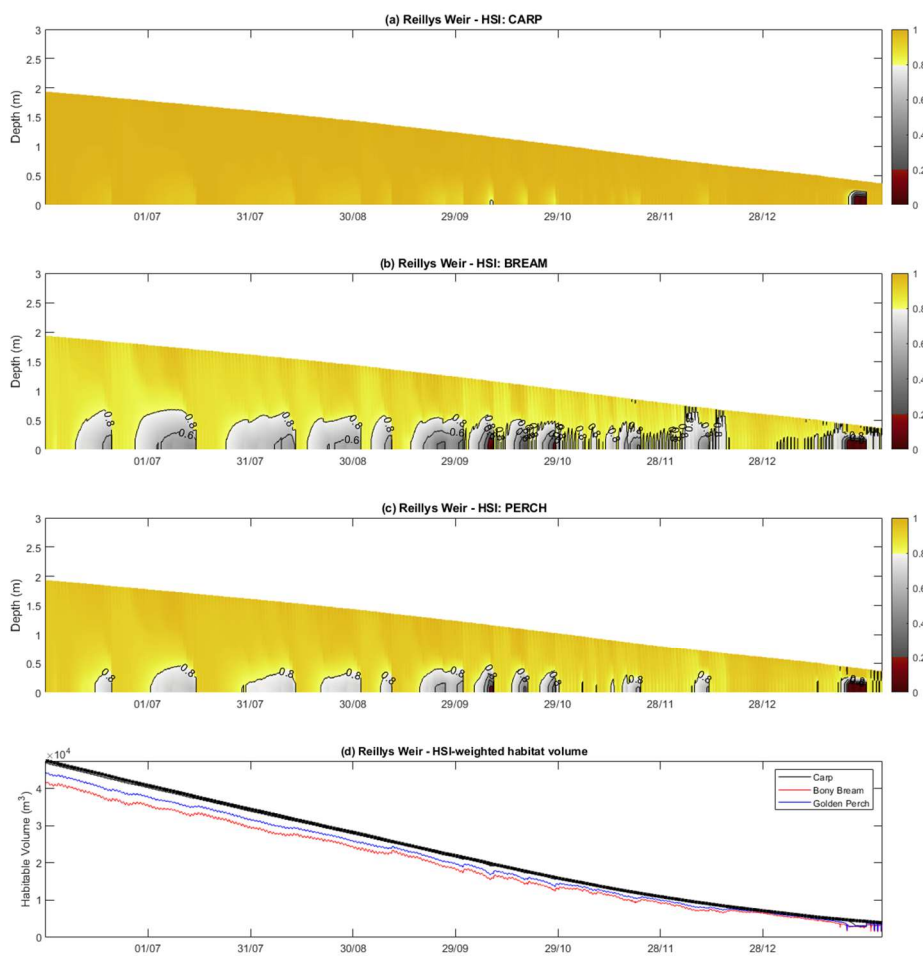 (a) Reillys Weir - HSI: CARP
3
2.5
2
1.5
1
0.5
0
Depth (m)
01/07 31/07 30/08 29/09 29/10 28/11 28/12
1
0.8
0.6
0.4
0.2
0
(b) Reillys Weir - HSI: BREAM
3
2.5
2
1.5
1
0.5
0
Depth (m)
0.6 0.6 0.6
01/07 31/07 30/08 29/09 29/10 28/11 28/12
1
0.8
0.6
0.4
0.2
0
(c) Reillys Weir - HSI: PERCH
3
2.5
2
1.5
1
0.5
0
Depth (m)
01/07 31/07 30/08 29/09 29/10 28/11 28/12
1
0.8
0.6
0.4
0.2
0
(d) Reillys Weir - HSI-weighted habitat volume
×10⁴
4
3
2
1
0
Habitable Volume (m³)
Carp
Bony Bream
Golden Perch
01/07 31/07 30/08 29/09 29/10 28/11 28/12